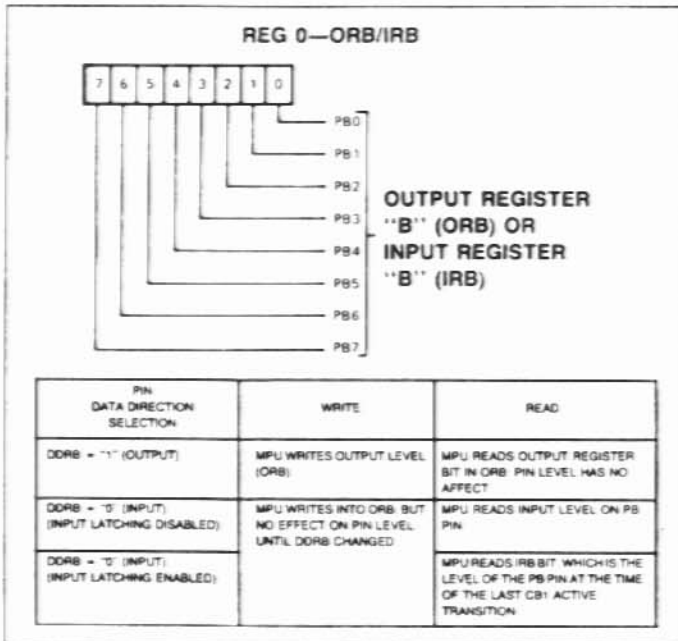 REG 0—ORB/IRB
7 6 5 4 3 2 1 0
PB0
PB1
PB2
PB3
PB4
PB5
PB6
PB7
OUTPUT REGISTER
"B" (ORB) OR
INPUT REGISTER
"B" (IRB)
PIN
DATA DIRECTION
SELECTION
WRITE
READ
DDRB = "1" (OUTPUT)
MPU WRITES OUTPUT LEVEL
(ORB)
MPU READS OUTPUT REGISTER
BIT IN ORB. PIN LEVEL HAS NO
AFFECT
DDRB = "0" (INPUT)
(INPUT LATCHING DISABLED)
MPU WRITES INTO ORB BUT
NO EFFECT ON PIN LEVEL
UNTIL DDRB CHANGED
MPU READS INPUT LEVEL ON PB
PIN
DDRB = "0" (INPUT)
(INPUT LATCHING ENABLED)
MPU READS IRB BIT WHICH IS THE
LEVEL OF THE PB PIN AT THE TIME
OF THE LAST CB1 ACTIVE
TRANSITION